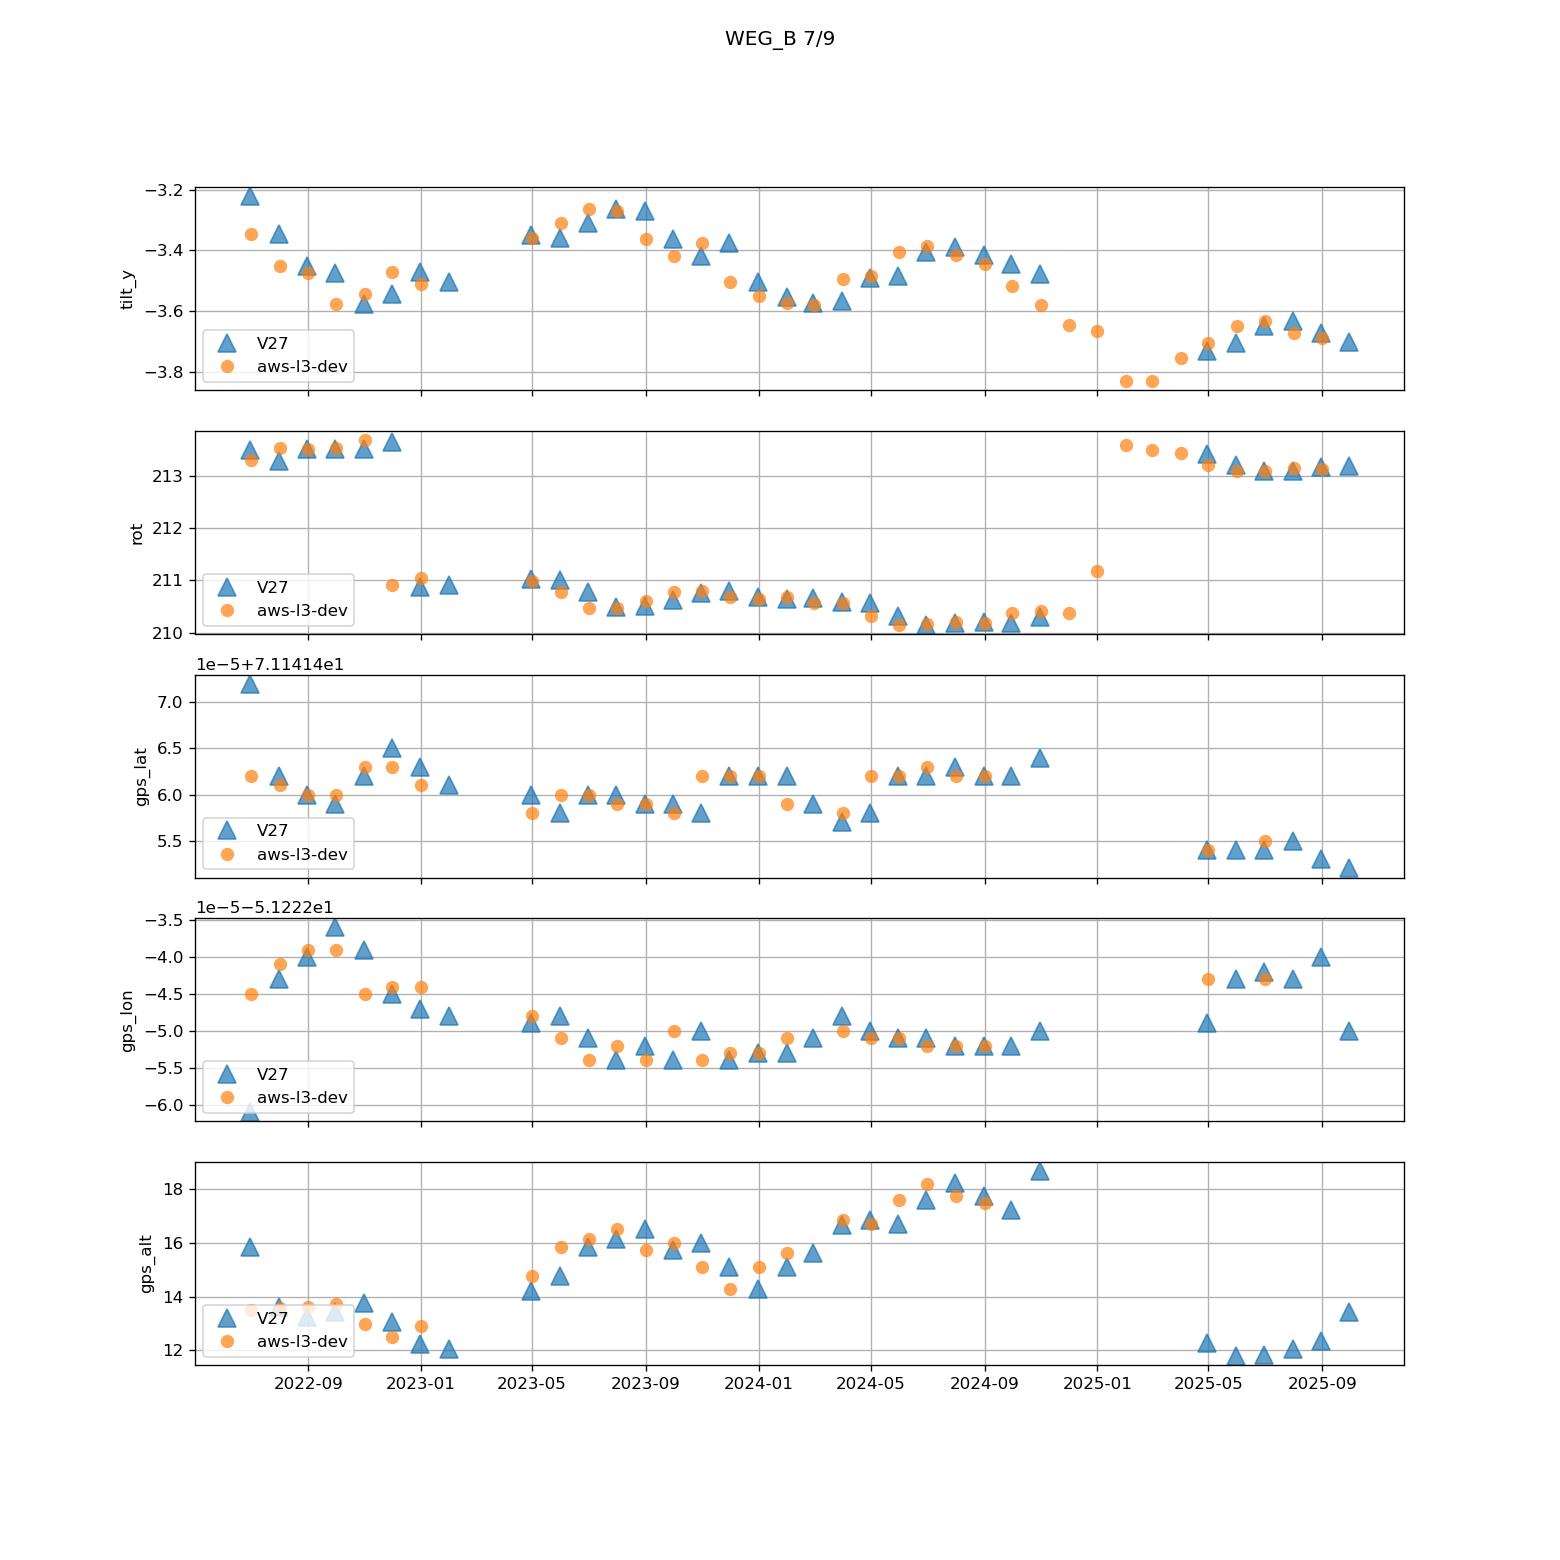 WEG_B 7/9
−3.2
−3.4
−3.6
−3.8
tilt_y
V27
aws-l3-dev
213
212
211
210
rot
V27
aws-l3-dev
1e−5+7.11414e1
7.0
6.5
6.0
5.5
gps_lat
V27
aws-l3-dev
1e−5−5.1222e1
−3.5
−4.0
−4.5
−5.0
−5.5
−6.0
gps_lon
V27
aws-l3-dev
18
16
14
12
gps_alt
V27
aws-l3-dev
2022-09 2023-01 2023-05 2023-09 2024-01 2024-05 2024-09 2025-01 2025-05 2025-09